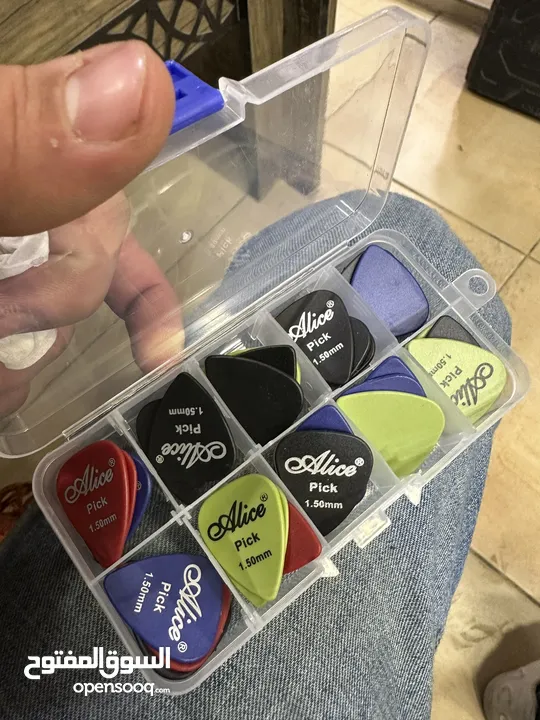 Alice®
Pick
1.50mm
Alice®
Pick
1.50mm
Alice®
1.50mm
Alice®
Pick
1.50mm
Alice®
Pick
1.50mm
Alice®
Pick
1.50mm
Alice
Pick
1.50mm
السوق المفتوح
opensooq.com